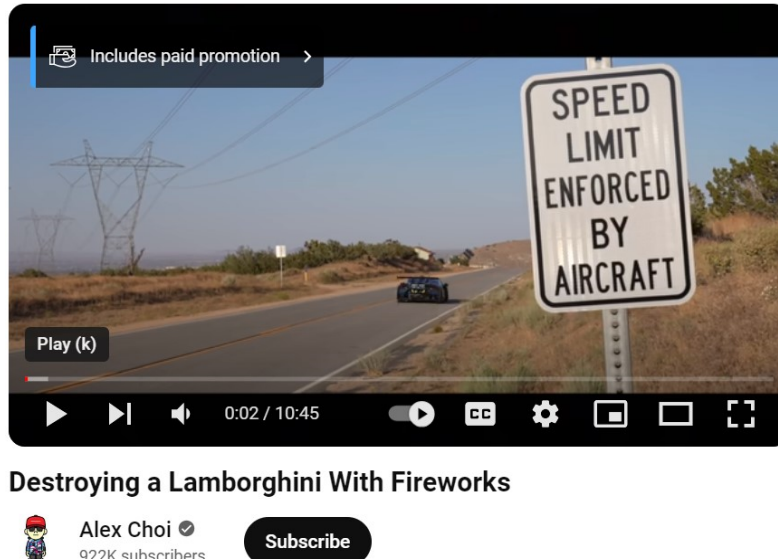 Includes paid promotion
SPEED
LIMIT
ENFORCED
BY
AIRCRAFT
Play (k)
0:02 / 10:45
CC
Destroying a Lamborghini With Fireworks
Alex Choi
922K subscribers
Subscribe